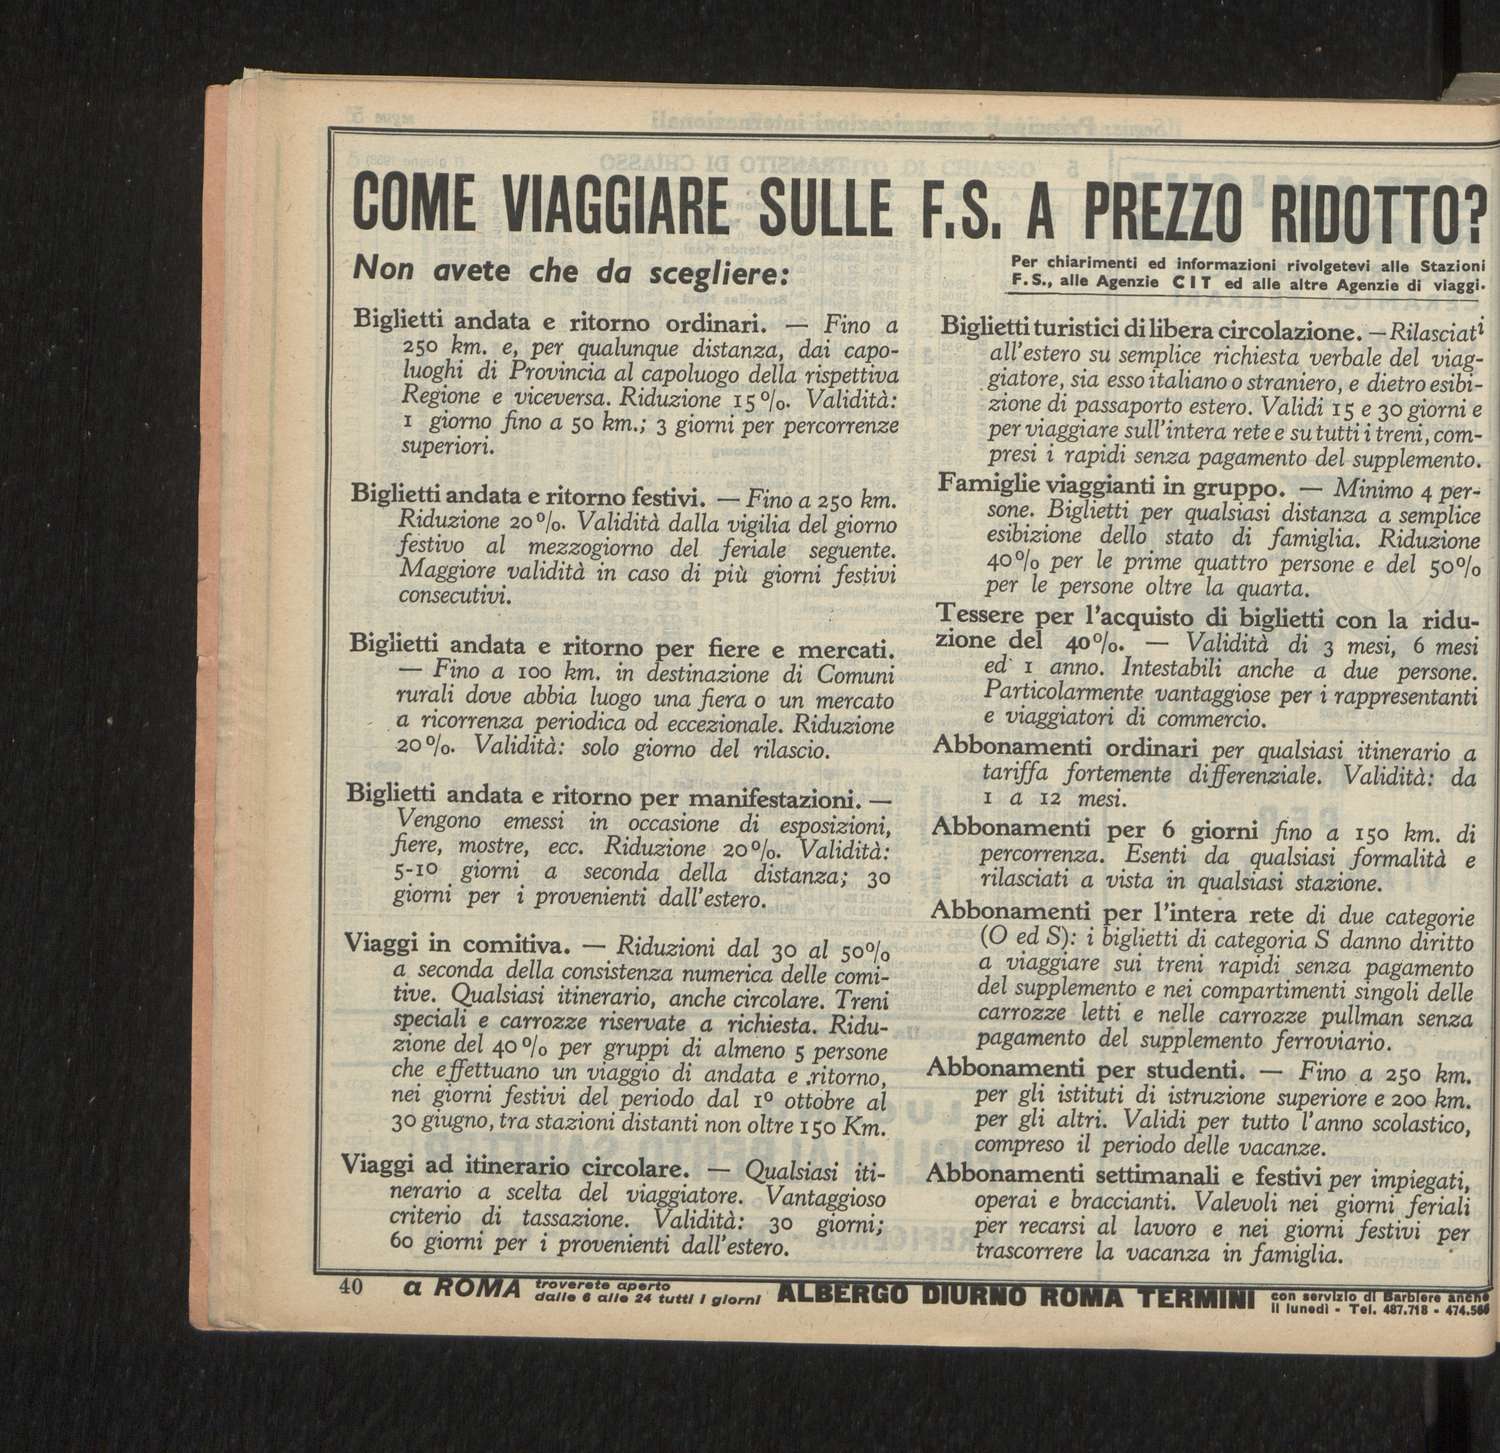 COME VIAGGIARE SULLE F.S. A PREZZO RIDOTTO?
Non avete che da scegliere:
Per chiarimenti ed informazioni rivolgetevi alle Stazioni
F.S., alle Agenzie CIT ed alle altre Agenzie di viaggi.
Biglietti andata e ritorno ordinari. — Fino a
250 km. e, per qualunque distanza, dai capo-
luoghi di Provincia al capoluogo della rispettiva
Regione e viceversa. Riduzione 15%. Validità:
1 giorno fino a 50 km.; 3 giorni per percorrenze
superiori.
Biglietti andata e ritorno festivi. — Fino a 250 km.
Riduzione 20%. Validità dalla vigilia del giorno
festivo al mezzogiorno del feriale seguente.
Maggiore validità in caso di più giorni festivi
consecutivi.
Biglietti andata e ritorno per fiere e mercati.
— Fino a 100 km. in destinazione di Comuni
rurali dove abbia luogo una fiera o un mercato
a ricorrenza periodica od eccezionale. Riduzione
20%. Validità: solo giorno del rilascio.
Biglietti andata e ritorno per manifestazioni. —
Vengono emessi in occasione di esposizioni,
fiere, mostre, ecc. Riduzione 20%. Validità:
5-10 giorni a seconda della distanza; 30
giorni per i provenienti dall'estero.
Viaggi in comitiva. — Riduzioni dal 30 al 50%
a seconda della consistenza numerica delle comi-
tive. Qualsiasi itinerario, anche circolare. Treni
speciali e carrozze riservate a richiesta. Ridu-
zione del 40% per gruppi di almeno 5 persone
che effettuano un viaggio di andata e ritorno,
nei giorni festivi del periodo dal 1° ottobre al
30 giugno, tra stazioni distanti non oltre 150 Km.
Viaggi ad itinerario circolare. — Qualsiasi iti-
nerario a scelta del viaggiatore. Vantaggioso
criterio di tassazione. Validità: 30 giorni;
60 giorni per i provenienti dall'estero.
Biglietti turistici di libera circolazione. — Rilasciati
all'estero su semplice richiesta verbale del viag-
giatore, sia esso italiano o straniero, e dietro esibi-
zione di passaporto estero. Validi 15 e 30 giorni e
per viaggiare sull'intera rete e su tutti i treni, com-
presi i rapidi senza pagamento del supplemento.
Famiglie viaggianti in gruppo. — Minimo 4 per-
sone. Biglietti per qualsiasi distanza a semplice
esibizione dello stato di famiglia. Riduzione
40% per le prime quattro persone e del 50%
per le persone oltre la quarta.
Tessere per l'acquisto di biglietti con la ridu-
zione del 40%. — Validità di 3 mesi, 6 mesi
ed 1 anno. Intestabili anche a due persone.
Particolarmente vantaggiose per i rappresentanti
e viaggiatori di commercio.
Abbonamenti ordinari per qualsiasi itinerario a
tariffa fortemente differenziale. Validità: da
1 a 12 mesi.
Abbonamenti per 6 giorni fino a 150 km. di
percorrenza. Esenti da qualsiasi formalità e
rilasciati a vista in qualsiasi stazione.
Abbonamenti per l'intera rete di due categorie
(O ed S): i biglietti di categoria S danno diritto
a viaggiare sui treni rapidi senza pagamento
del supplemento e nei compartimenti singoli delle
carrozze letti e nelle carrozze pullman senza
pagamento del supplemento ferroviario.
Abbonamenti per studenti. — Fino a 250 km.
per gli istituti di istruzione superiore e 200 km.
per gli altri. Validi per tutto l'anno scolastico,
compreso il periodo delle vacanze.
Abbonamenti settimanali e festivi per impiegati,
operai e braccianti. Valevoli nei giorni feriali
per recarsi al lavoro e nei giorni festivi per
trascorrere la vacanza in famiglia.
40 a ROMA troverete aperto
dalle 6 alle 24 tutti i giorni
ALBERGO DIURNO ROMA TERMINI
con servizio di Barbiere anche
il lunedì - Tel. 487.718 - 474.566